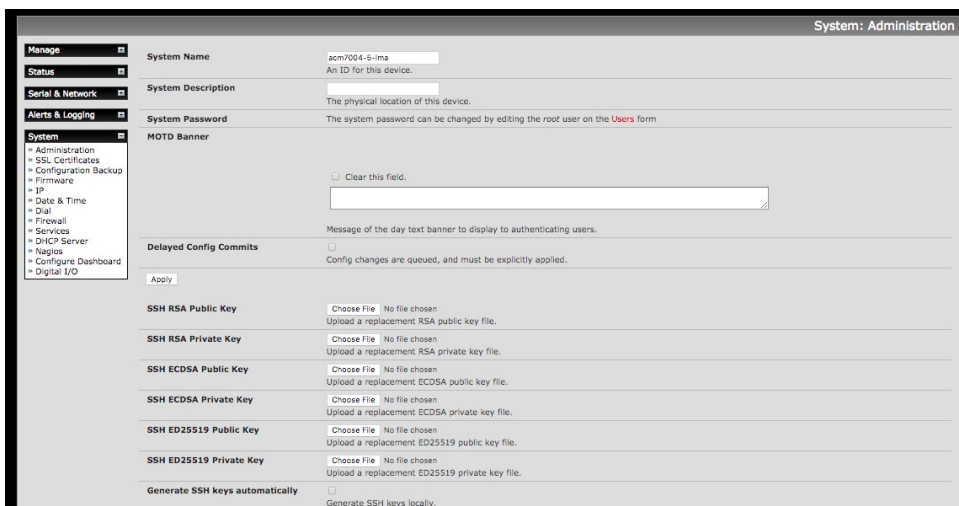 System: Administration
Manage
Status
Serial & Network
Alerts & Logging
System
» Administration
» SSL Certificates
» Configuration Backup
» Firmware
» IP
» Date & Time
» Dial
» Firewall
» Services
» DHCP Server
» Nagios
» Configure Dashboard
» Digital I/O
System Name
acm7004-5-lma
An ID for this device.
System Description
The physical location of this device.
System Password
The system password can be changed by editing the root user on the Users form
MOTD Banner
Clear this field.
Message of the day text banner to display to authenticating users.
Delayed Config Commits
Config changes are queued, and must be explicitly applied.
Apply
SSH RSA Public Key
Choose File No file chosen
Upload a replacement RSA public key file.
SSH RSA Private Key
Choose File No file chosen
Upload a replacement RSA private key file.
SSH ECDSA Public Key
Choose File No file chosen
Upload a replacement ECDSA public key file.
SSH ECDSA Private Key
Choose File No file chosen
Upload a replacement ECDSA private key file.
SSH ED25519 Public Key
Choose File No file chosen
Upload a replacement ED25519 public key file.
SSH ED25519 Private Key
Choose File No file chosen
Upload a replacement ED25519 private key file.
Generate SSH keys automatically
Generate SSH keys locally.